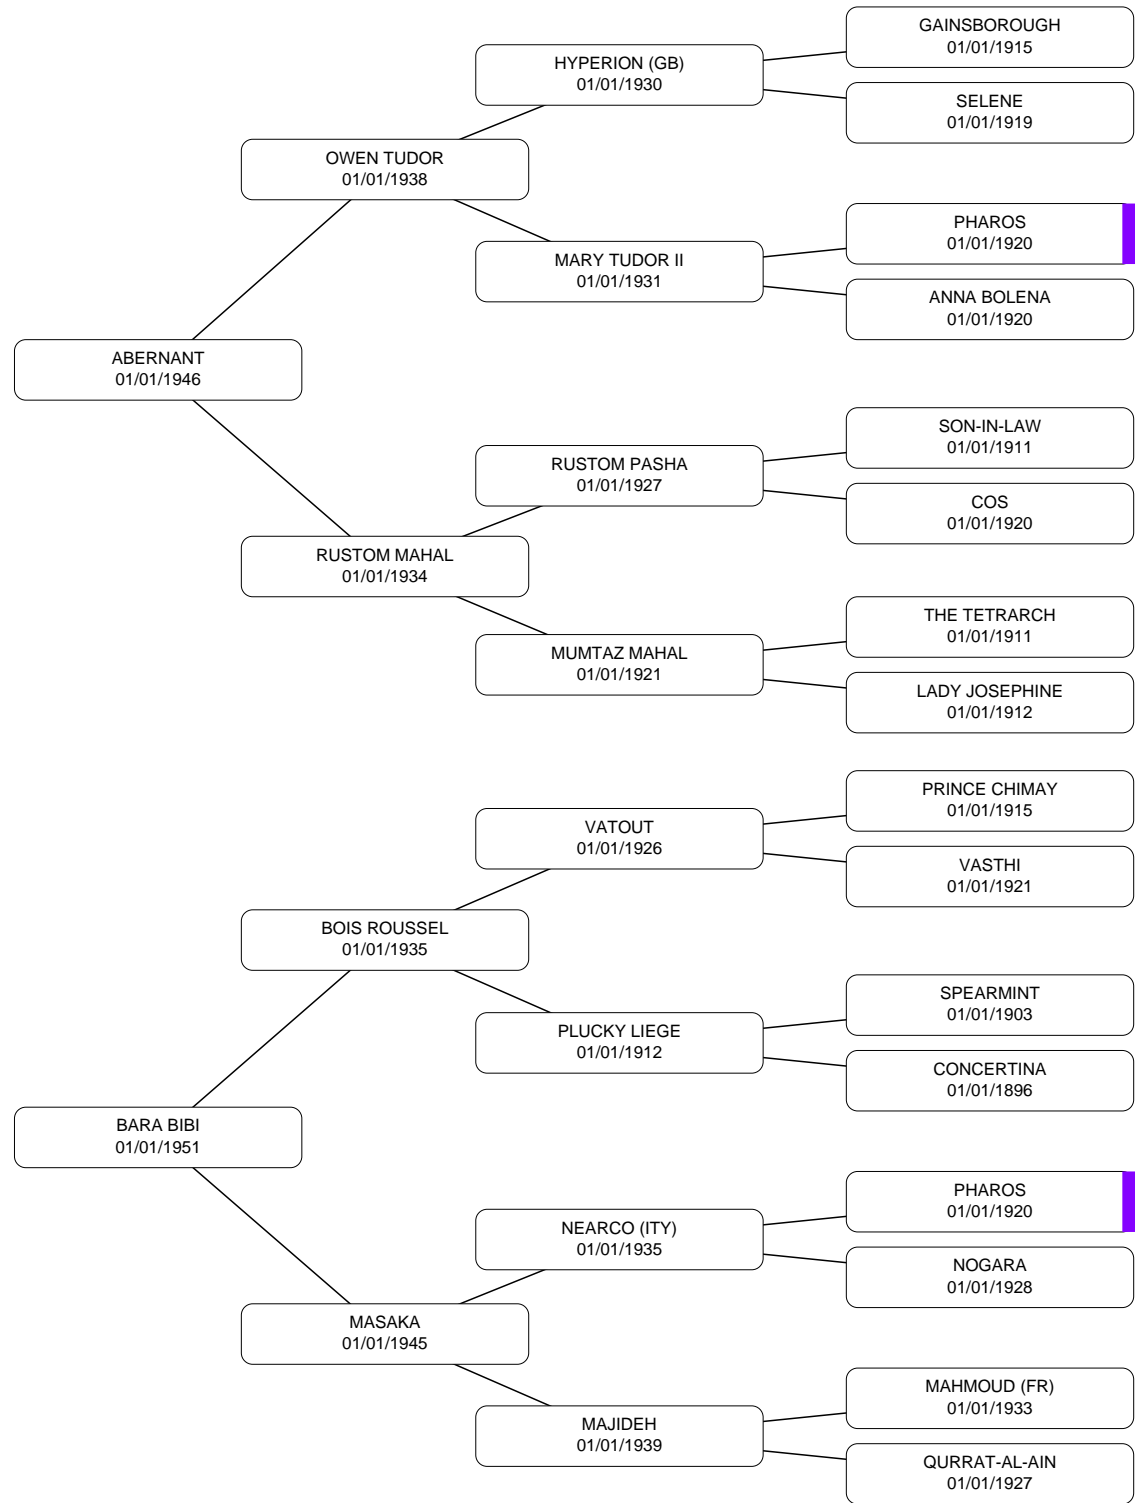 GAINSBOROUGH
01/01/1915
HYPERION (GB)
01/01/1930
SELENE
01/01/1919
OWEN TUDOR
01/01/1938
PHAROS
01/01/1920
MARY TUDOR II
01/01/1931
ANNA BOLENA
01/01/1920
ABERNANT
01/01/1946
SON-IN-LAW
01/01/1911
RUSTOM PASHA
01/01/1927
COS
01/01/1920
RUSTOM MAHAL
01/01/1934
THE TETRARCH
01/01/1911
MUMTAZ MAHAL
01/01/1921
LADY JOSEPHINE
01/01/1912
PRINCE CHIMAY
01/01/1915
VATOUT
01/01/1926
VASTHI
01/01/1921
BOIS ROUSSEL
01/01/1935
SPEARMINT
01/01/1903
PLUCKY LIEGE
01/01/1912
CONCERTINA
01/01/1896
BARA BIBI
01/01/1951
PHAROS
01/01/1920
NEARCO (ITY)
01/01/1935
NOGARA
01/01/1928
MASAKA
01/01/1945
MAHMOUD (FR)
01/01/1933
MAJIDEH
01/01/1939
QURRAT-AL-AIN
01/01/1927